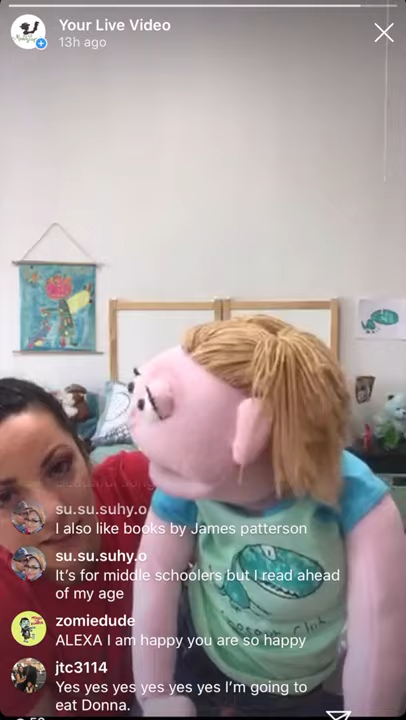 Your Live Video
13h ago
su.su.suhy.o
I also like books by James patterson
su.su.suhy.o
It's for middle schoolers but I read ahead
of my age
zomiedude
ALEXA I am happy you are so happy
jtc3114
Yes yes yes yes yes yes I'm going to
eat Donna.